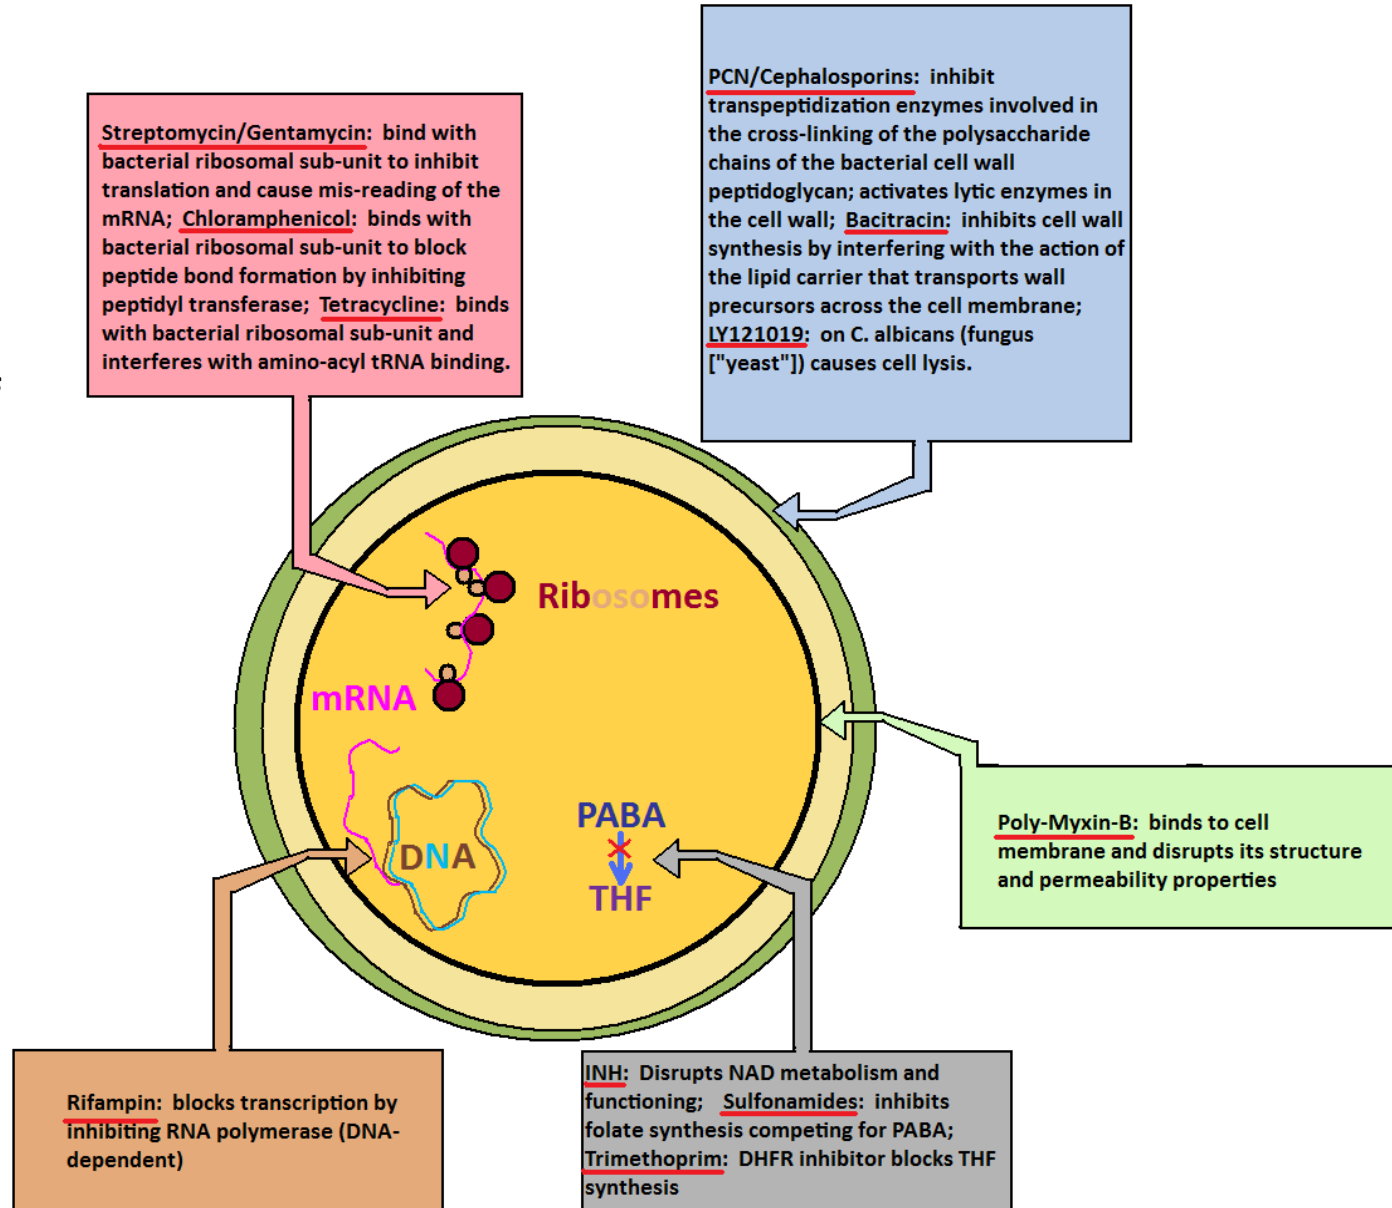 PCN/Cephalosporins:  inhibit
transpeptidization enzymes involved in
the cross-linking of the polysaccharide
chains of the bacterial cell wall
peptidoglycan; activates lytic enzymes in
the cell wall;  Bacitracin:  inhibits cell wall
synthesis by interfering with the action of
the lipid carrier that transports wall
precursors across the cell membrane;
LY121019:  on C. albicans (fungus
["yeast"]) causes cell lysis.
Streptomycin/Gentamycin:  bind with
bacterial ribosomal sub-unit to inhibit
translation and cause mis-reading of the
mRNA;  Chloramphenicol:  binds with
bacterial ribosomal sub-unit to block
peptide bond formation by inhibiting
peptidyl transferase;  Tetracycline:  binds
with bacterial ribosomal sub-unit and
interferes with amino-acyl tRNA binding.
Ribosomes
mRNA
DNA
PABA
THF
Poly-Myxin-B:  binds to cell
membrane and disrupts its structure
and permeability properties
Rifampin:  blocks transcription by
inhibiting RNA polymerase (DNA-
dependent)
INH:  Disrupts NAD metabolism and
functioning;   Sulfonamides:  inhibits
folate synthesis competing for PABA;
Trimethoprim:  DHFR inhibitor blocks THF
synthesis